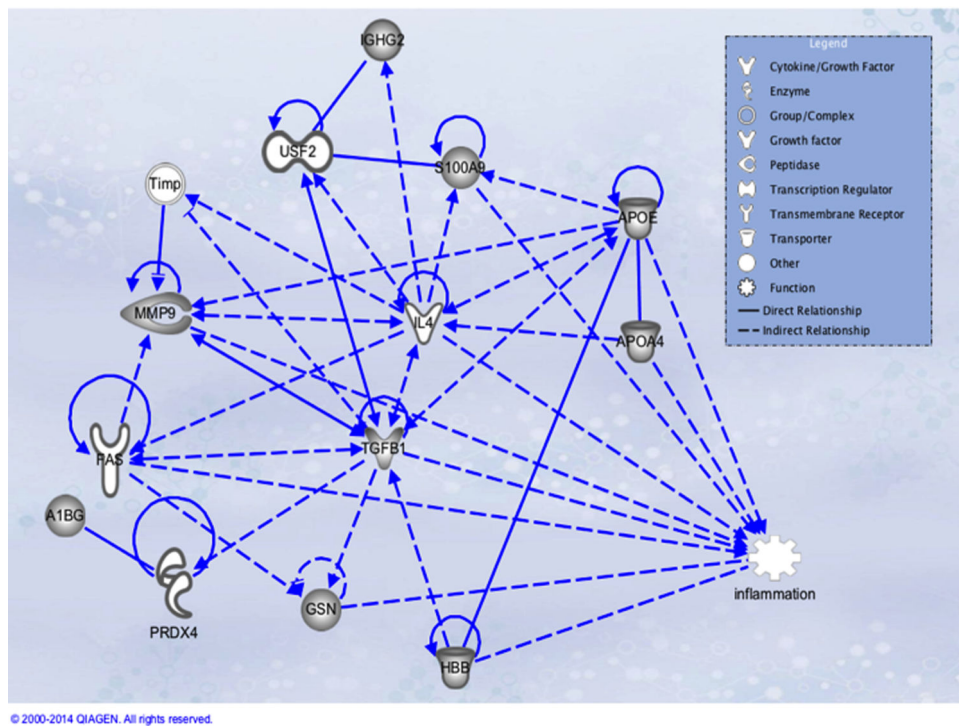 IGHG2
Legend
Cytokine/Growth Factor
Enzyme
Group/Complex
Growth factor
Peptidase
Transcription Regulator
Transmembrane Receptor
Transporter
Other
Function
Direct Relationship
Indirect Relationship
USF2
S100A9
Timp
APOE
MMP9
IL4
APOA4
FAS
TGFB1
A1BG
inflammation
GSN
PRDX4
HBB
© 2000-2014 QIAGEN. All rights reserved.